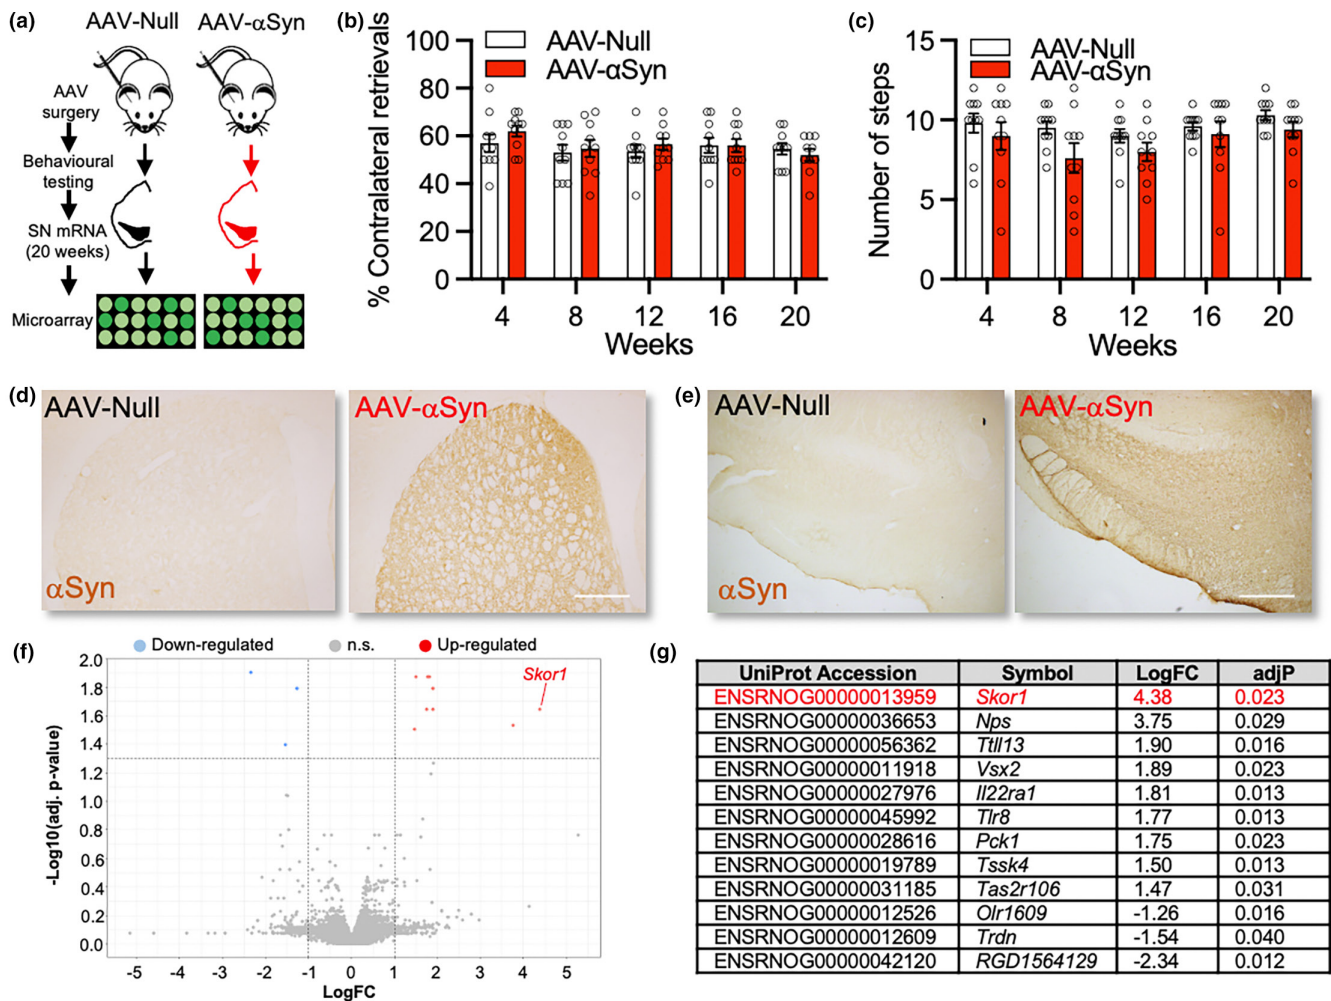 (a)
AAV-Null AAV-αSyn
AAV
surgery
Behavioural
testing
SN mRNA
(20 weeks)
Microarray
(b)
% Contralateral retrievals
100
80
60
40
20
0
AAV-Null
AAV-αSyn
4 8 12 16 20
Weeks
(c)
Number of steps
15
10
5
0
AAV-Null
AAV-αSyn
4 8 12 16 20
Weeks
(d)
AAV-Null
αSyn
AAV-αSyn
(e)
AAV-Null
αSyn
AAV-αSyn
(f)
Down-regulated n.s. Up-regulated
-Log10(adj. p-value)
2.0
1.8
1.6
1.4
1.2
1.0
0.8
0.6
0.4
0.2
0.0
Skor1
-5 -4 -3 -2 -1 0 1 2 3 4 5
LogFC
(g)
UniProt Accession Symbol LogFC adjP
ENSRNOG00000013959 Skor1 4.38 0.023
ENSRNOG00000036653 Nps 3.75 0.029
ENSRNOG00000056362 Ttll13 1.90 0.016
ENSRNOG00000011918 Vsx2 1.89 0.023
ENSRNOG00000027976 Il22ra1 1.81 0.013
ENSRNOG00000045992 Tlr8 1.77 0.013
ENSRNOG00000028616 Pck1 1.75 0.023
ENSRNOG00000019789 Tssk4 1.50 0.013
ENSRNOG00000031185 Tas2r106 1.47 0.031
ENSRNOG00000012526 Olr1609 -1.26 0.016
ENSRNOG00000012609 Trdn -1.54 0.040
ENSRNOG00000042120 RGD1564129 -2.34 0.012